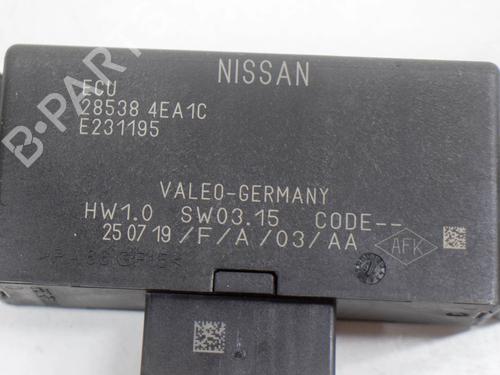 NISSAN
ECU
28538 4EA1C
E231195
VALEO-GERMANY
HW1.0 SW03.15 CODE--
25 07 19 /F/A/03/AA
AFK